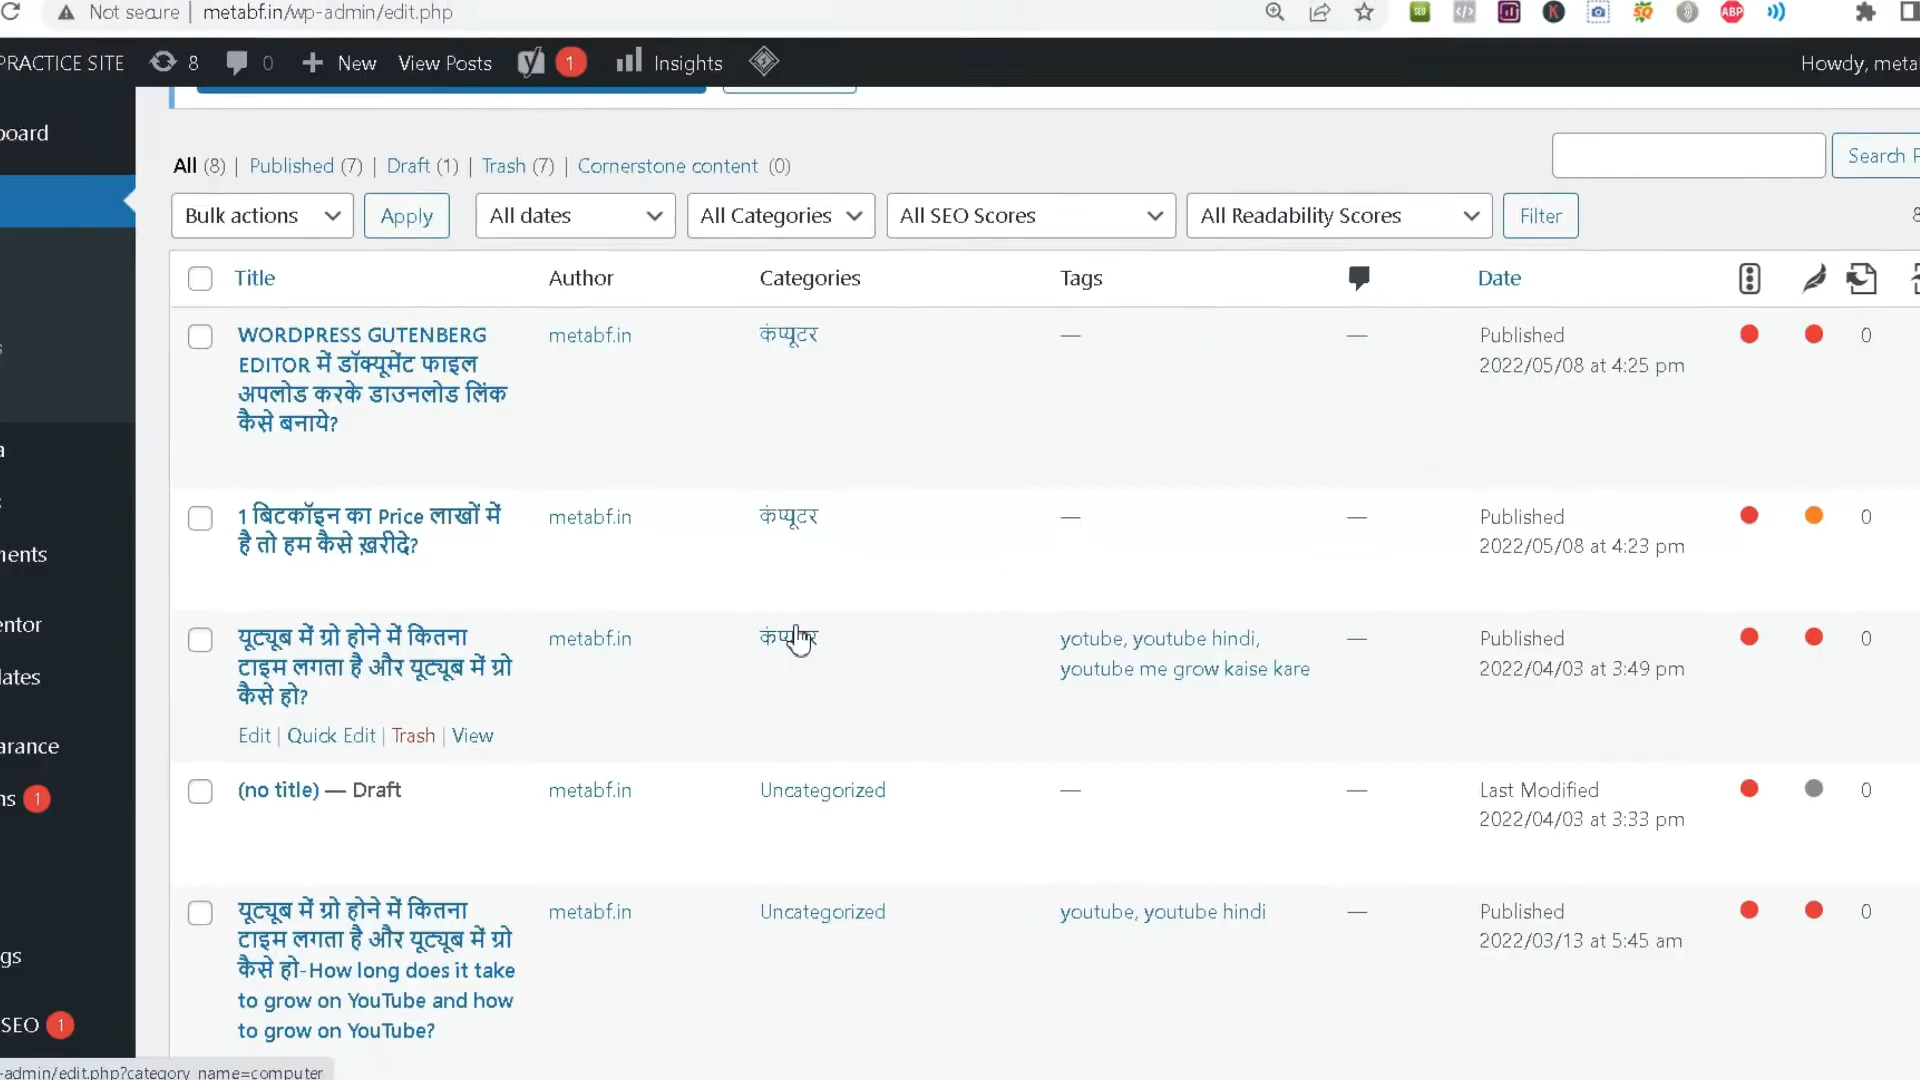 Not secure metabf.in/wp-admin/edit.php
PRACTICE SITE 8 0 New View Posts 1 Insights Howdy, meta
board
All (8) | Published (7) | Draft (1) | Trash (7) | Cornerstone content (0)
Search P
Bulk actions Apply All dates All Categories All SEO Scores All Readability Scores Filter 8
Title Author Categories Tags Date
WORDPRESS GUTENBERG
EDITOR में डॉक्यूमेंट फाइल
अपलोड करके डाउनलोड लिंक
कैसे बनाये?
metabf.in कंप्यूटर — — Published
2022/05/08 at 4:25 pm
0
1 बिटकॉइन का Price लाखों में
है तो हम कैसे ख़रीदे?
metabf.in कंप्यूटर — — Published
2022/05/08 at 4:23 pm
0
यूट्यूब में ग्रो होने में कितना
टाइम लगता है और यूट्यूब में ग्रो
कैसे हो?
Edit | Quick Edit | Trash | View
metabf.in
yotube, youtube hindi,
youtube me grow kaise kare
— Published
2022/04/03 at 3:49 pm
0
(no title) — Draft metabf.in Uncategorized — — Last Modified
2022/04/03 at 3:33 pm
0
यूट्यूब में ग्रो होने में कितना
टाइम लगता है और यूट्यूब में ग्रो
कैसे हो-How long does it take
to grow on YouTube and how
to grow on YouTube?
metabf.in Uncategorized youtube, youtube hindi — Published
2022/03/13 at 5:45 am
0
s
a
s
ments
entor
lates
arance
ns 1
gs
SEO 1
-admin/edit.php?category_name=computer
ABP
SEO